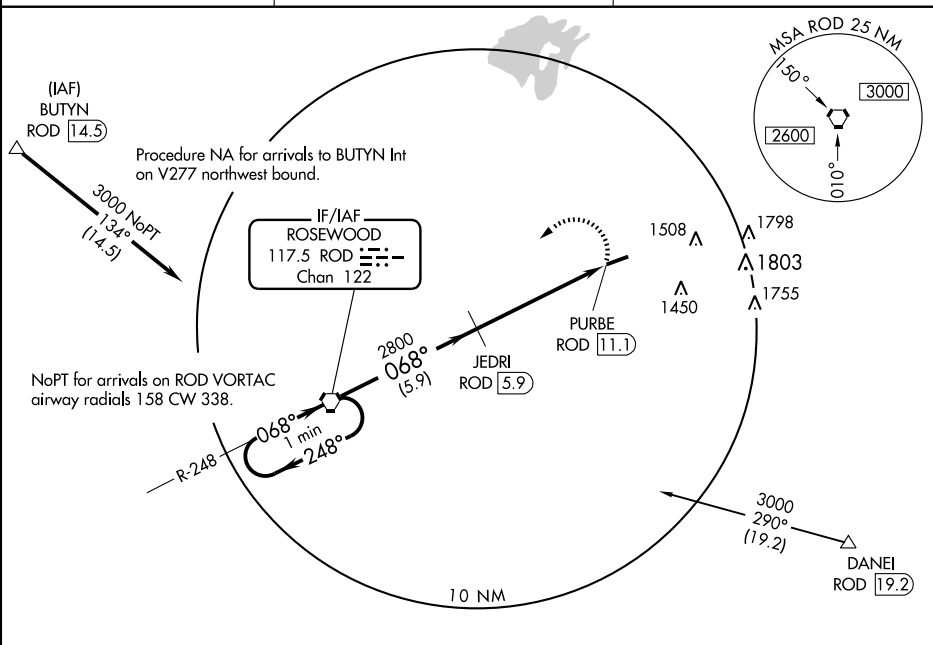 MSA ROD 25 NM
150°
3000
2600
010°
(IAF)
BUTYN
ROD 14.5
Procedure NA for arrivals to BUTYN Int
on V277 northwest bound.
3000 NoPT
134°
(14.5)
IF/IAF
ROSEWOOD
117.5 ROD
Chan 122
1508
1798
1803
1450
1755
PURBE
ROD 11.1
2800
068°
(5.9)
JEDRI
ROD 5.9
NoPT for arrivals on ROD VORTAC
airway radials 158 CW 338.
068°
1 min
248°
R-248
3000
290°
(19.2)
DANEI
ROD 19.2
10 NM